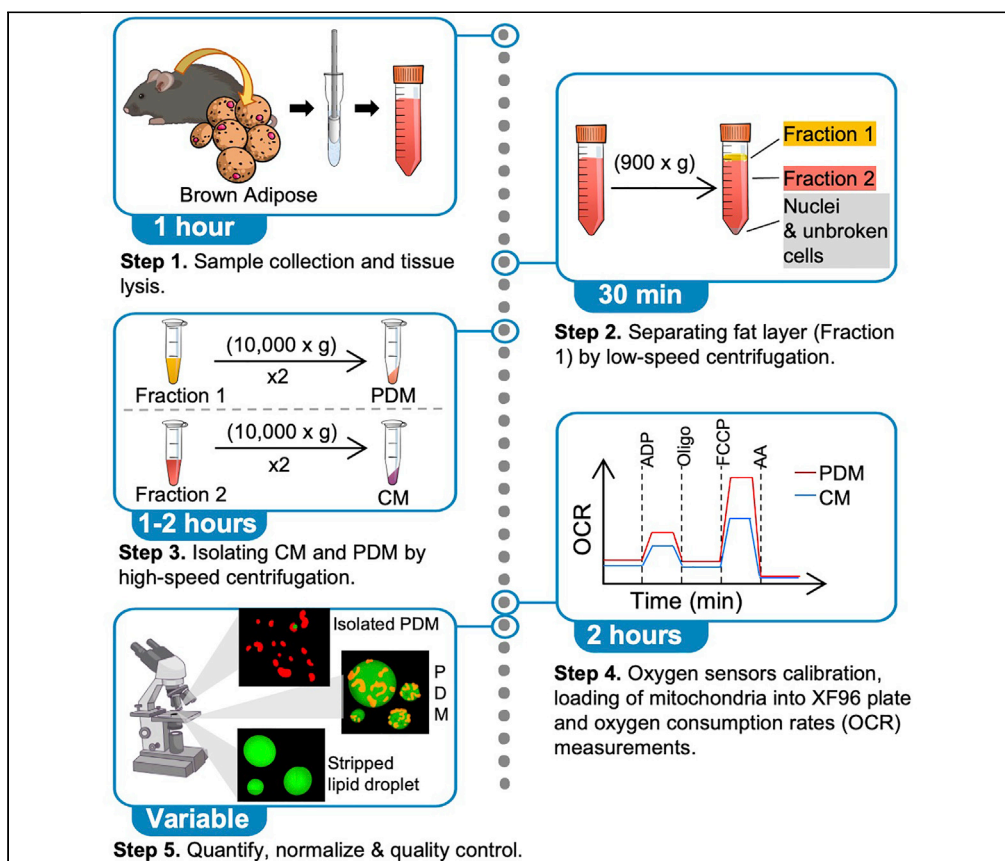 Brown Adipose
1 hour
Step 1. Sample collection and tissue
lysis.
(900 x g)
Fraction 1
Fraction 2
Nuclei
& unbroken
cells
30 min
Step 2. Separating fat layer (Fraction
1) by low-speed centrifugation.
(10,000 x g)
x2
Fraction 1
PDM
(10,000 x g)
x2
Fraction 2
CM
1-2 hours
Step 3. Isolating CM and PDM by
high-speed centrifugation.
ADP
Oligo
FCCP
AA
PDM
CM
OCR
Time (min)
2 hours
Step 4. Oxygen sensors calibration,
loading of mitochondria into XF96 plate
and oxygen consumption rates (OCR)
measurements.
Isolated PDM
P
D
M
Stripped
lipid droplet
Variable
Step 5. Quantify, normalize & quality control.